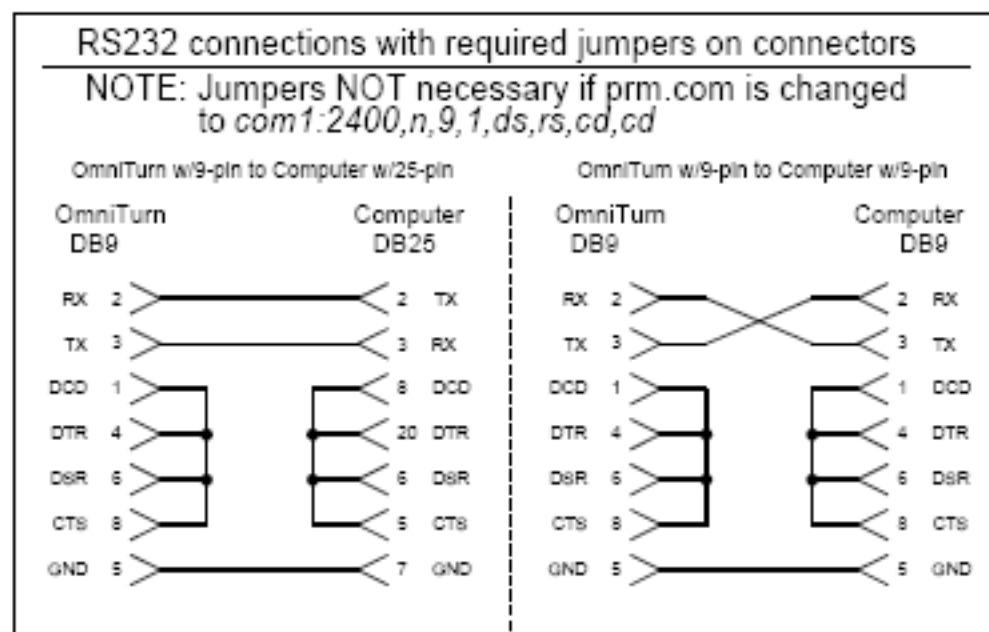 RS232 connections with required jumpers on connectors
NOTE: Jumpers NOT necessary if prm.com is changed
to com1:2400,n,9,1,ds,rs,cd,cd
OmniTurn w/9-pin to Computer w/25-pin
OmniTurn DB9
Computer DB25
RX 2 2 TX
TX 3 3 RX
DCD 1 8 DCD
DTR 4 20 DTR
DSR 6 6 DSR
CTS 8 5 CTS
GND 5 7 GND
OmniTurn w/9-pin to Computer w/9-pin
OmniTurn DB9
Computer DB9
RX 2 2 RX
TX 3 3 TX
DCD 1 1 DCD
DTR 4 4 DTR
DSR 6 6 DSR
CTS 8 8 CTS
GND 5 5 GND